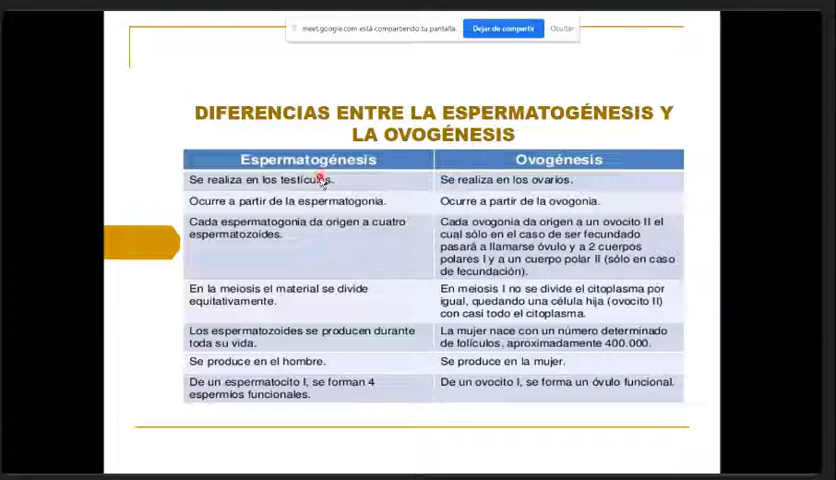 meet.google.com está compartiendo tu pantalla.
Dejar de compartir
Ocultar
DIFERENCIAS ENTRE LA ESPERMATOGÉNESIS Y
LA OVOGÉNESIS
Espermatogénesis
Ovogénesis
Se realiza en los testículos.
Se realiza en los ovarios.
Ocurre a partir de la espermatogonia.
Ocurre a partir de la ovogonia.
Cada espermatogonia da origen a cuatro
espermatozoides.
Cada ovogonia da origen a un ovocito II el
cual sólo en el caso de ser fecundado
pasará a llamarse óvulo y a 2 cuerpos
polares I y a un cuerpo polar II (sólo en caso
de fecundación).
En la meiosis el material se divide
equitativamente.
En meiosis I no se divide el citoplasma por
igual, quedando una célula hija (ovocito II)
con casi todo el citoplasma.
Los espermatozoides se producen durante
toda su vida.
La mujer nace con un número determinado
de folículos, aproximadamente 400.000.
Se produce en el hombre.
Se produce en la mujer.
De un espermatocito I, se forman 4
espermios funcionales.
De un ovocito I, se forma un óvulo funcional.